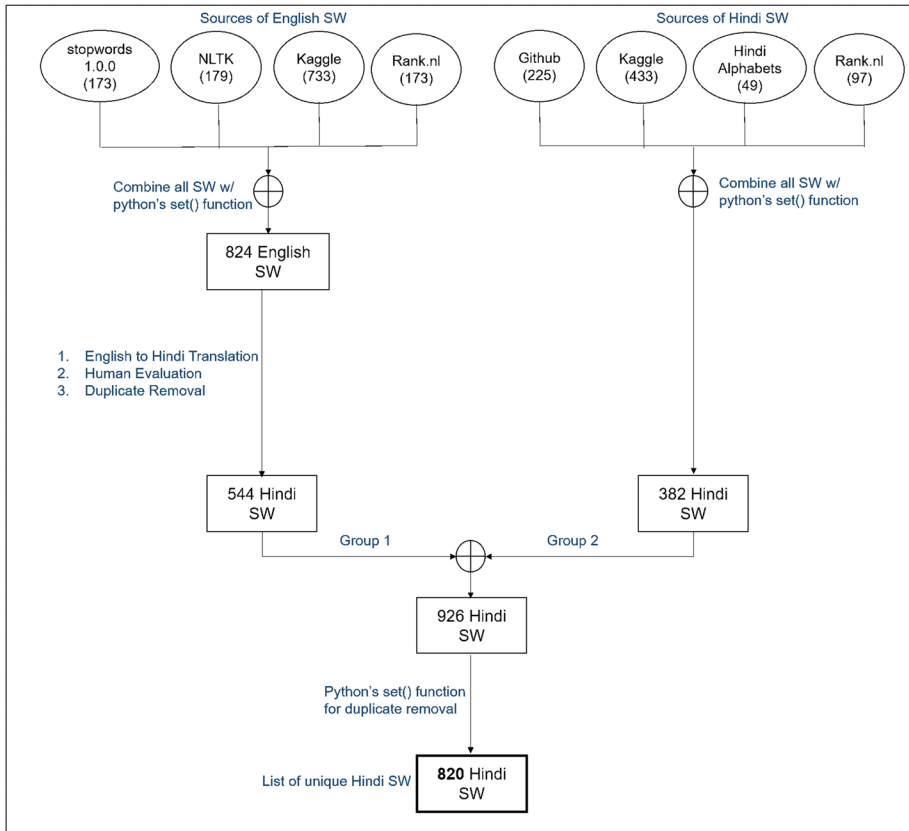 Sources of English SW
Sources of Hindi SW
stopwords
1.0.0
(173)
NLTK
(179)
Kaggle
(733)
Rank.nl
(173)
Github
(225)
Kaggle
(433)
Hindi
Alphabets
(49)
Rank.nl
(97)
Combine all SW w/
python's set() function
Combine all SW w/
python's set() function
824 English
SW
1. English to Hindi Translation
2. Human Evaluation
3. Duplicate Removal
544 Hindi
SW
382 Hindi
SW
Group 1
Group 2
926 Hindi
SW
Python's set() function
for duplicate removal
List of unique Hindi SW
820 Hindi
SW